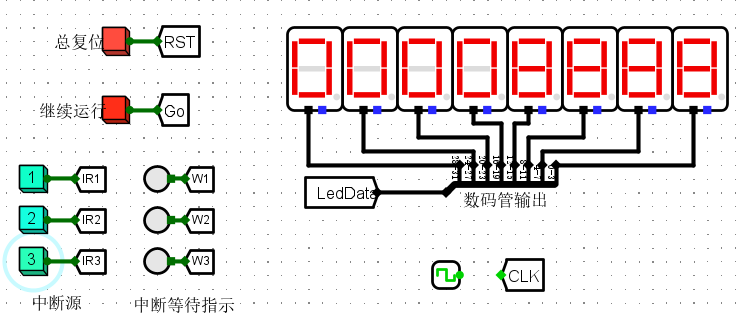 总复位 RST
00088888
继续运行 Go
1 IR1 W1
2 IR2 W2
LedData
数码管输出
3 IR3 W3
CLK
中断源
中断等待指示